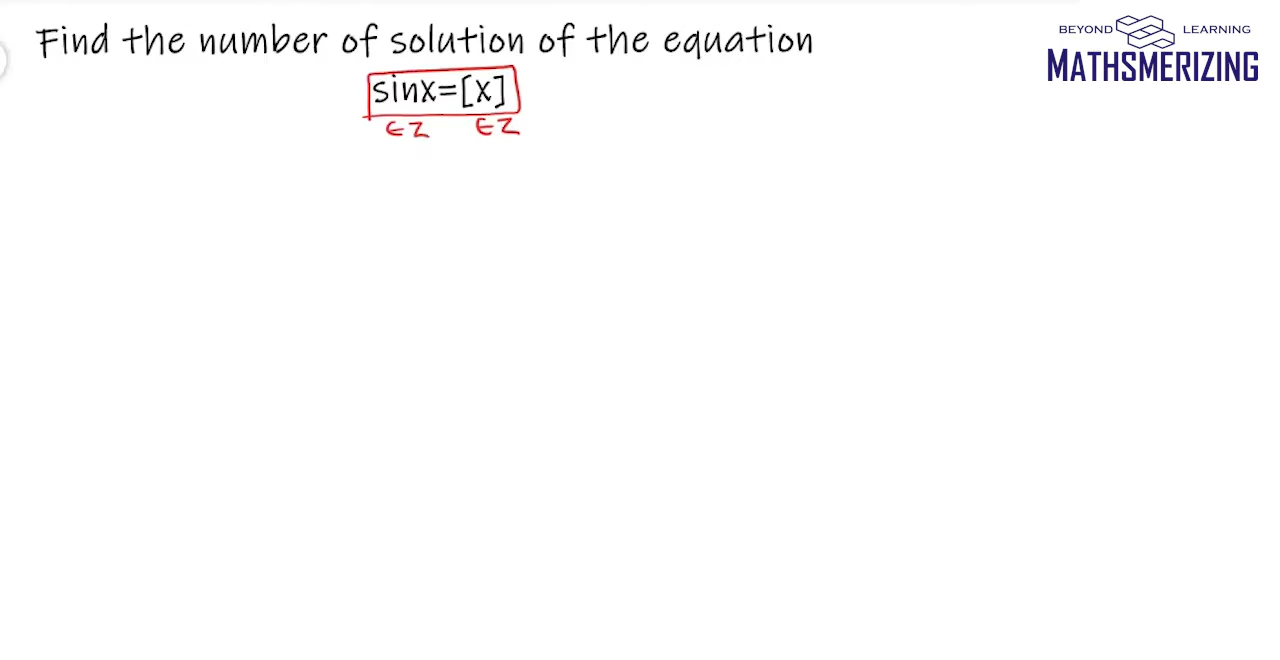 Find the number of solution of the equation
sinx=[x]
∈Z ∈Z
BEYOND LEARNING
MATHSMERIZING